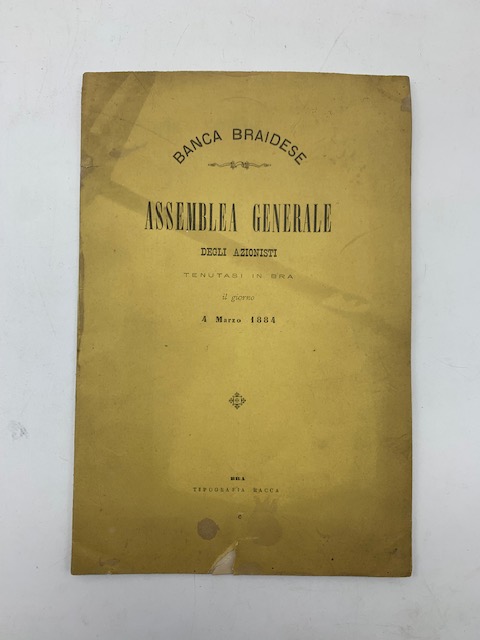 BANCA BRAIDESE
ASSEMBLEA GENERALE
DEGLI AZIONISTI
TENUTASI IN BRA
il giorno
4 Marzo 1884
BRA
TIPOGRAFIA RACCA